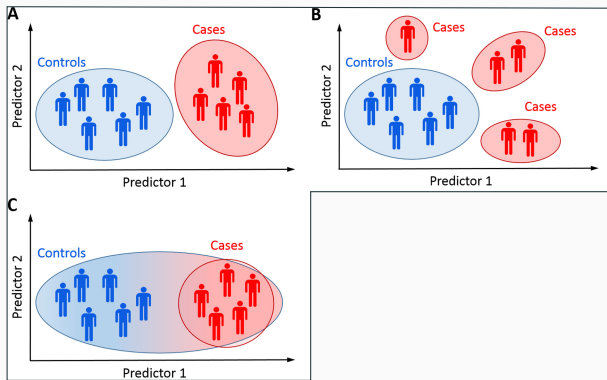 A
Cases
Controls
Predictor 2
Predictor 1
B
Cases
Cases
Controls
Cases
Predictor 2
Predictor 1
C
Controls
Cases
Predictor 2
Predictor 1